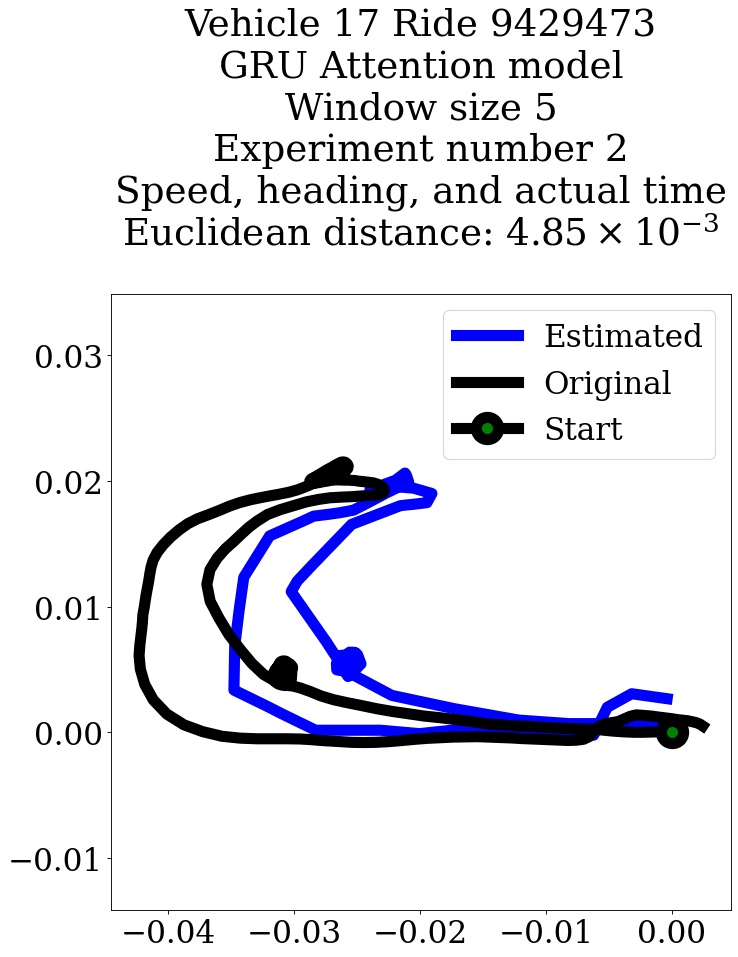 Vehicle 17 Ride 9429473
GRU Attention model
Window size 5
Experiment number 2
Speed, heading, and actual time
Euclidean distance: 4.85 × 10⁻³
Estimated
Original
Start
0.03
0.02
0.01
0.00
−0.01
−0.04 −0.03 −0.02 −0.01 0.00